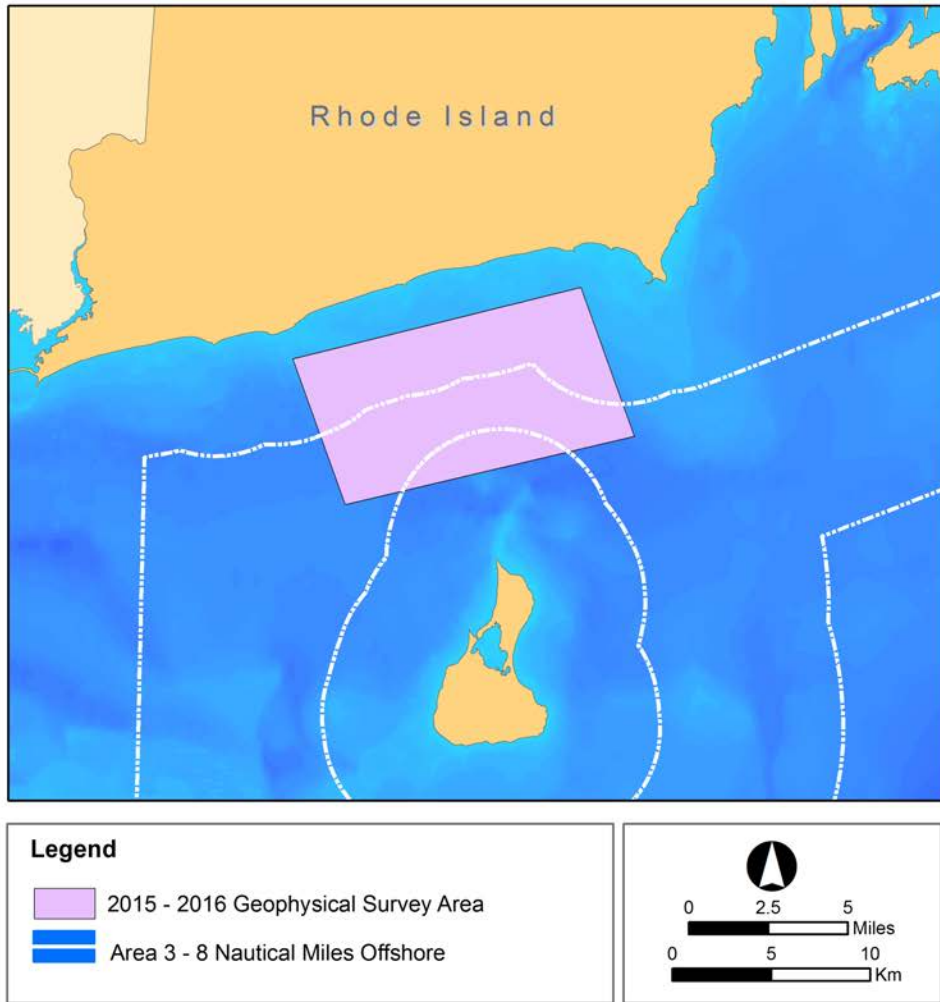 Rhode Island
Legend
2015 - 2016 Geophysical Survey Area
Area 3 - 8 Nautical Miles Offshore
0 2.5 5
Miles
0 5 10
Km